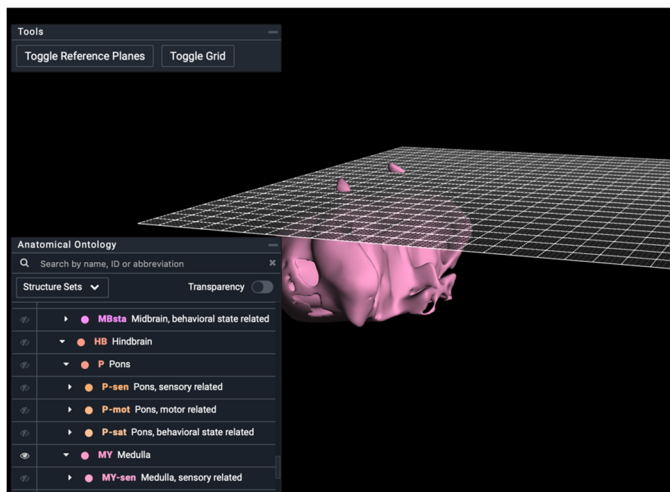 Tools
Toggle Reference Planes Toggle Grid
Anatomical Ontology
Search by name, ID or abbreviation
Structure Sets Transparency
MBsta Midbrain, behavioral state related
HB Hindbrain
P Pons
P-sen Pons, sensory related
P-mot Pons, motor related
P-sat Pons, behavioral state related
MY Medulla
MY-sen Medulla, sensory related